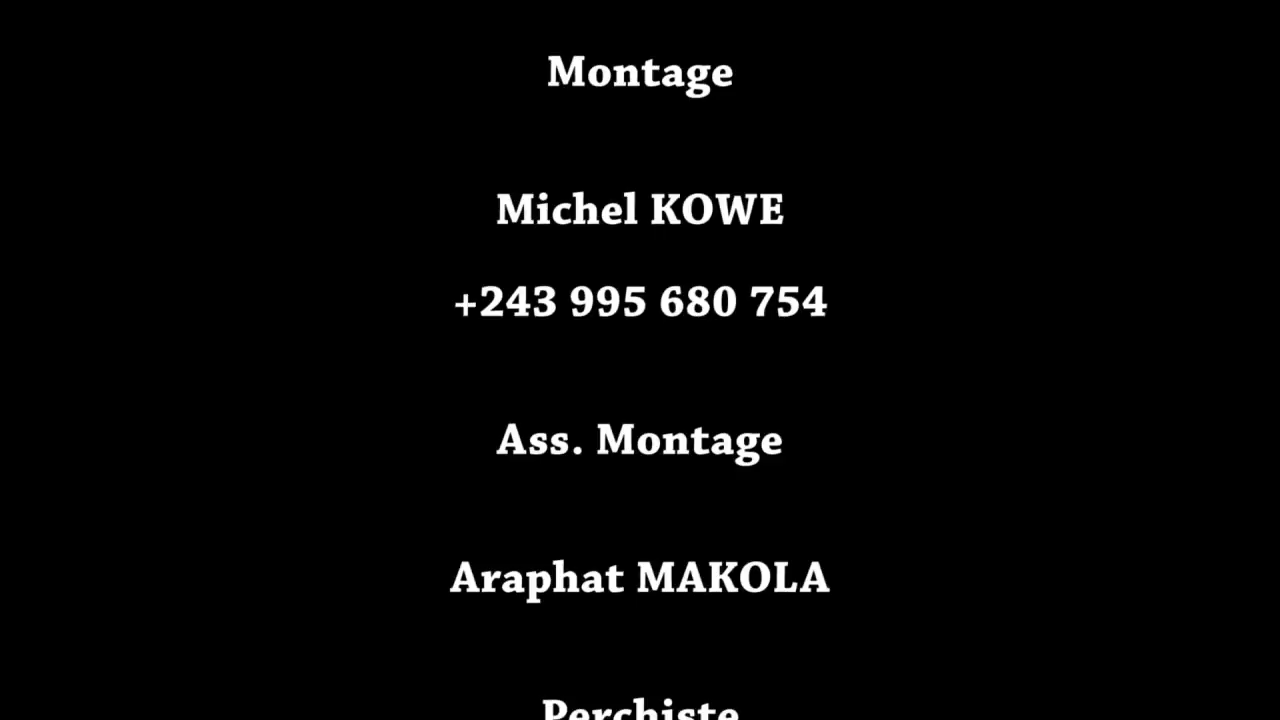 Montage
Michel KOWE
+243 995 680 754
Ass. Montage
Araphat MAKOLA
Perchiste